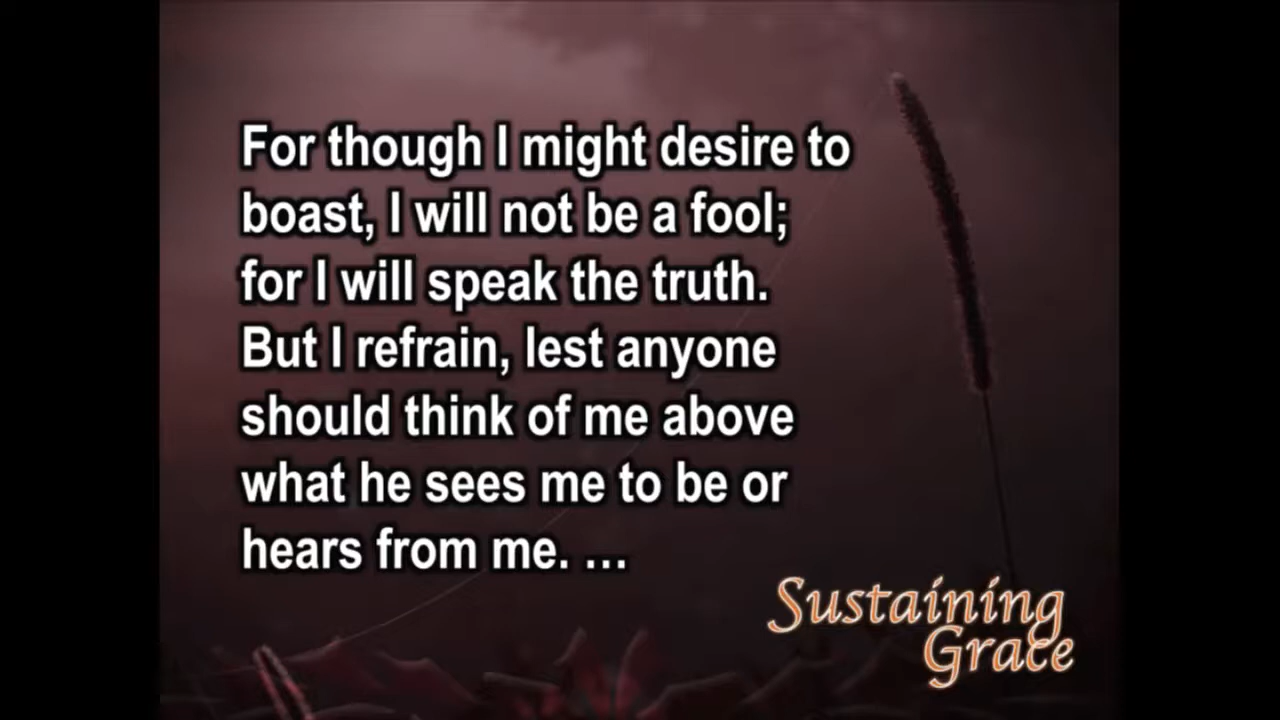 For though I might desire to
boast, I will not be a fool;
for I will speak the truth.
But I refrain, lest anyone
should think of me above
what he sees me to be or
hears from me. …
Sustaining
Grace